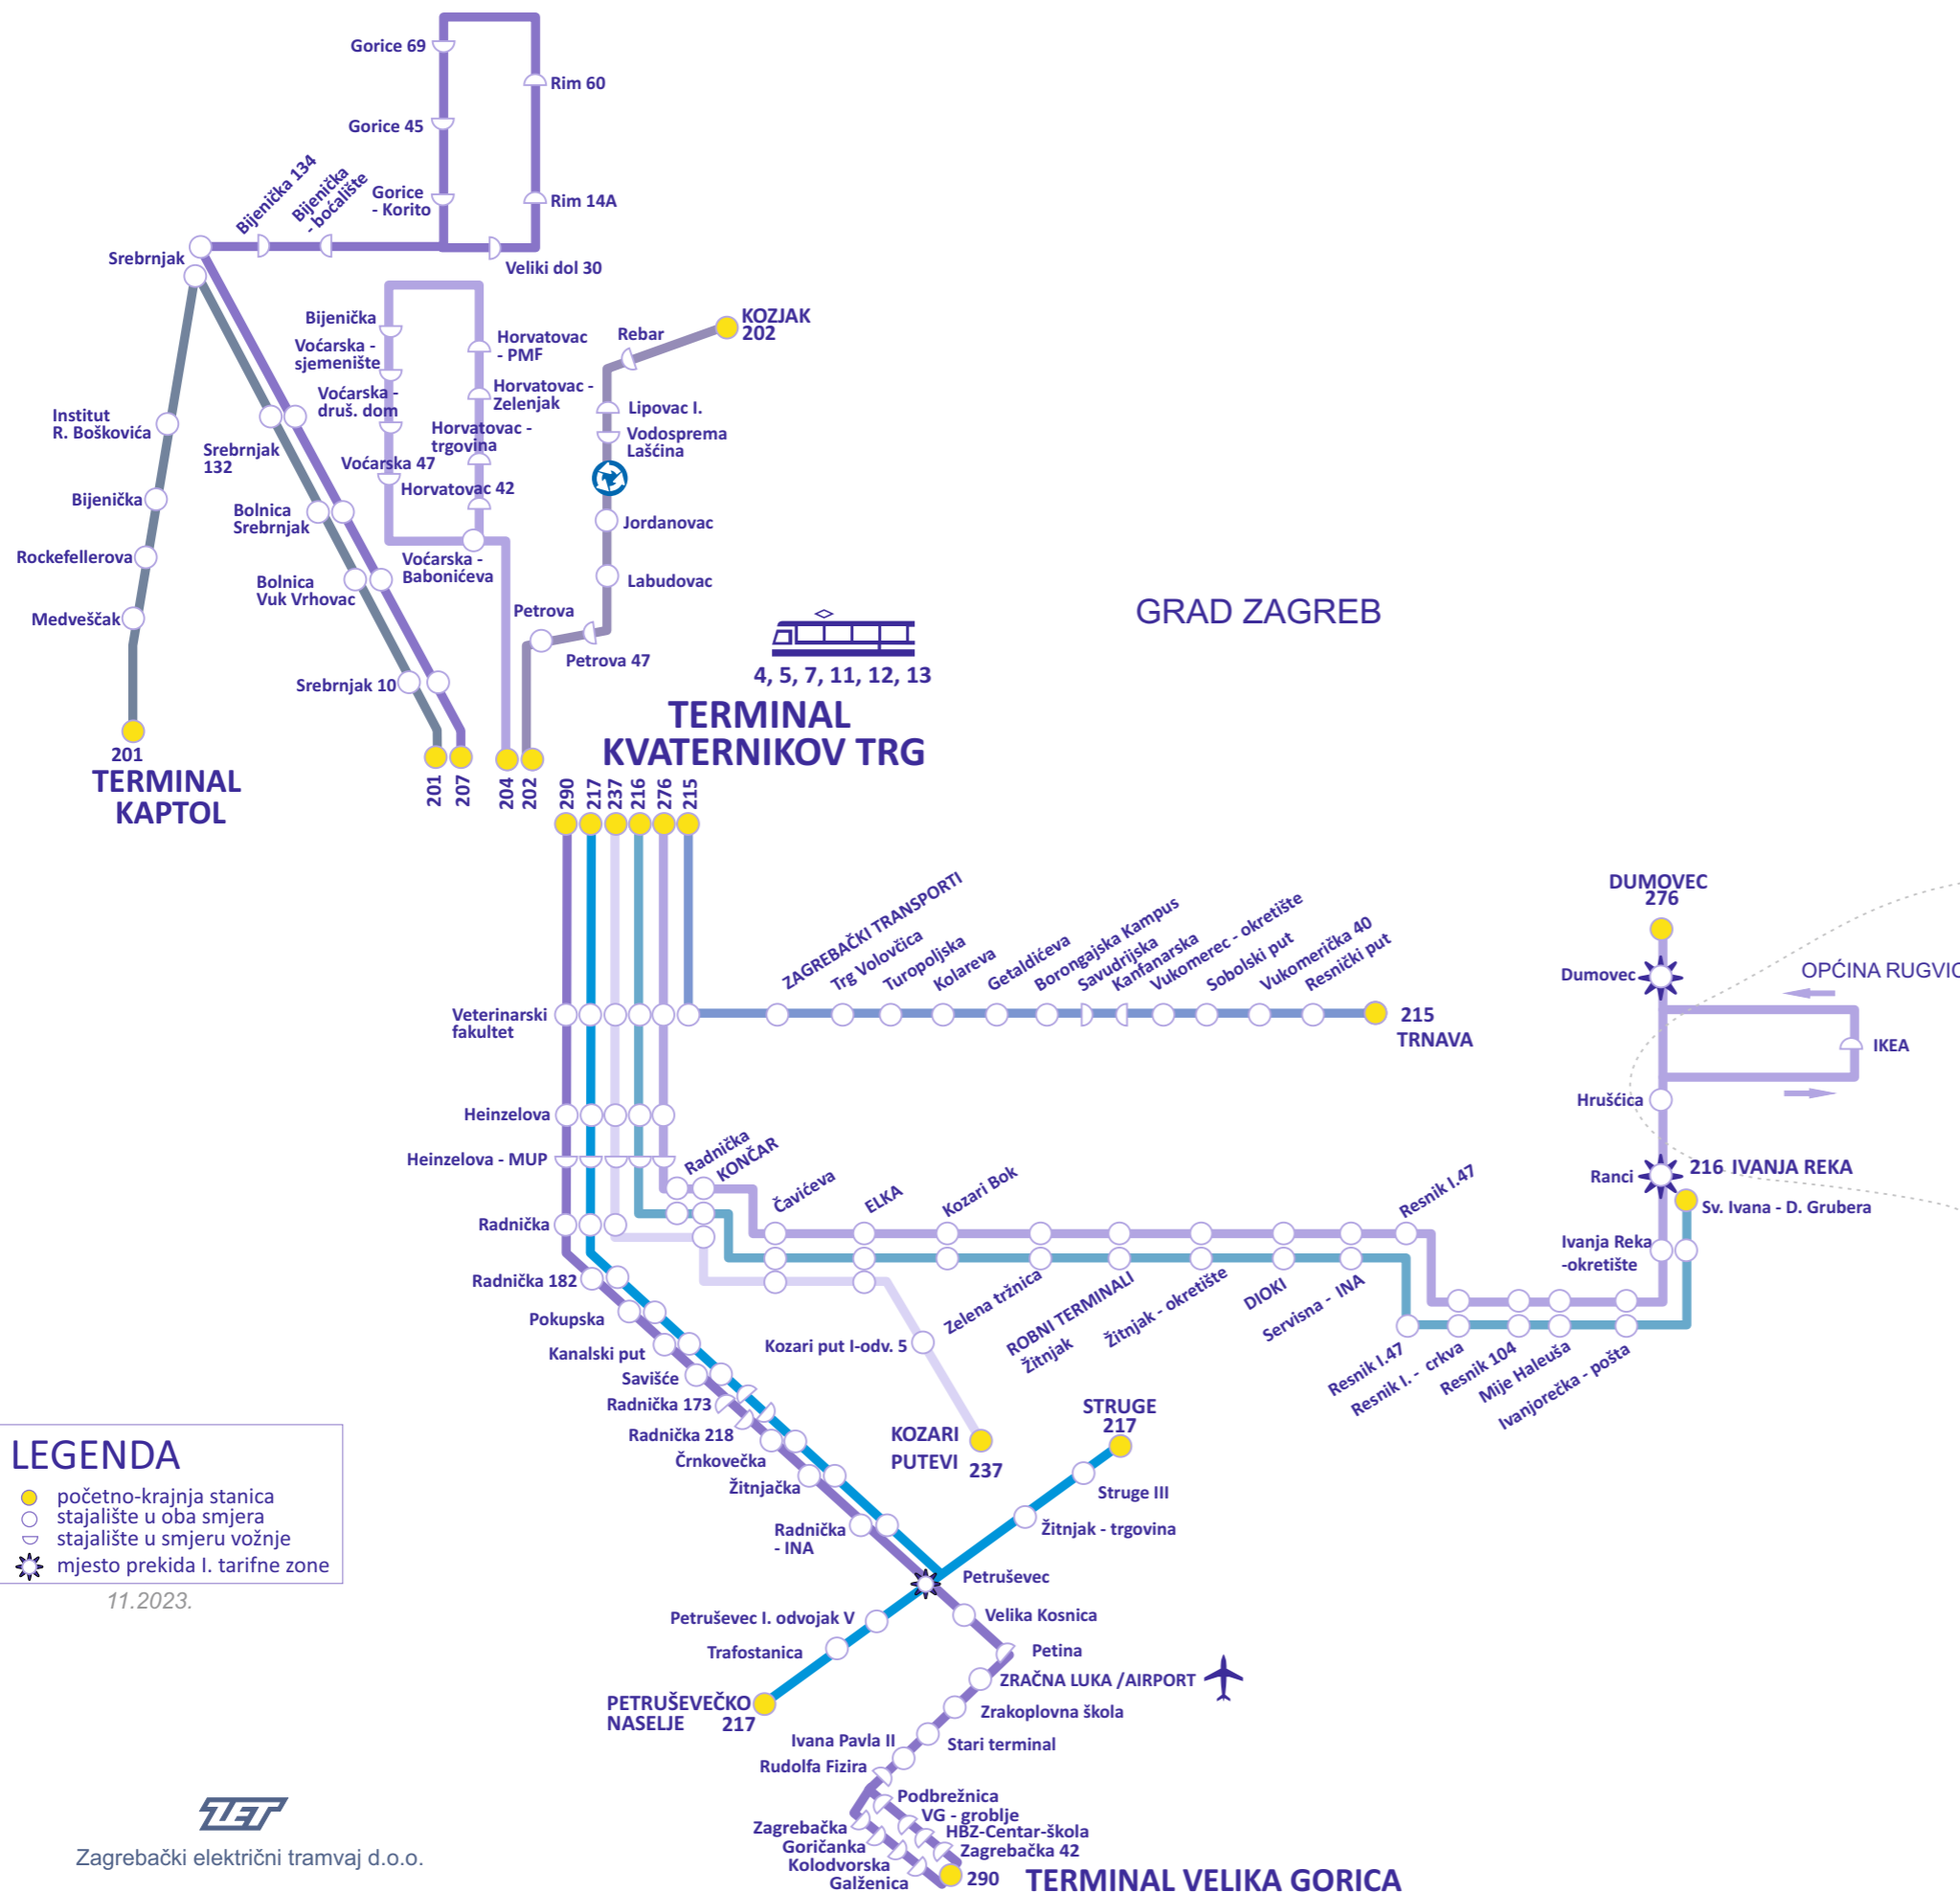 Gorice 69
Rim 60
Gorice 45
Bijenička 134
Bijenička
- boćalište
Gorice
- Korito
Rim 14A
Srebrnjak
Veliki dol 30
Bijenička
Voćarska -
sjemenište
Voćarska -
druš. dom
Voćarska 47
Horvatovac
- PMF
Horvatovac -
Zelenjak
Horvatovac -
trgovina
Horvatovac 42
Voćarska -
Babonićeva
KOZJAK
202
Rebar
Lipovac I.
Vodosprema
Lašćina
Jordanovac
Labudovac
Petrova
Petrova 47
Institut
R. Boškovića
Bijenička
Rockefellerova
Medveščak
Srebrnjak
132
Bolnica
Srebrnjak
Bolnica
Vuk Vrhovac
Srebrnjak 10
201
TERMINAL
KAPTOL
4, 5, 7, 11, 12, 13
TERMINAL
KVATERNIKOV TRG
GRAD ZAGREB
201
207
204
202
290
217
237
216
276
215
ZAGREBAČKI TRANSPORTI
Trg Volovčica
Turopoljska
Kolareva
Getaldićeva
Borongajska Kampus
Savudrijska
Kanfanarska
Vukomerec - okretište
Sobolski put
Vukomerička 40
Resnički put
215
TRNAVA
Veterinarski
fakultet
Heinzelova
Heinzelova - MUP
Radnička
Radnička
KONČAR
Čavićeva
ELKA
Kozari Bok
Resnik I.47
DUMOVEC
276
Dumovec
OPĆINA RUGVIC
IKEA
Hrušćica
Ranci
216 IVANJA REKA
Sv. Ivana - D. Grubera
Ivanja Reka
-okretište
Zelena tržnica
ROBNI TERMINALI
Žitnjak
Žitnjak - okretište
DIOKI
Servisna - INA
Resnik I.47
Resnik I. - crkva
Resnik 104
Mije Haleuša
Ivanjorečka - pošta
Radnička 182
Pokupska
Kanalski put
Savišće
Radnička 173
Radnička 218
Črnkovečka
Žitnjačka
Radnička
- INA
Kozari put I-odv. 5
KOZARI
PUTEVI
237
STRUGE
217
Struge III
Žitnjak - trgovina
Petruševec
Petruševec I. odvojak V
Trafostanica
PETRUŠEVEČKO
NASELJE
217
Velika Kosnica
Petina
ZRAČNA LUKA /AIRPORT
Zrakoplovna škola
Stari terminal
Ivana Pavla II
Rudolfa Fizira
Podbrežnica
VG - groblje
HBZ-Centar-škola
Zagrebačka 42
Zagrebačka
Goričanka
Kolodvorska
Galženica
290
TERMINAL VELIKA GORICA
LEGENDA
početno-krajnja stanica
stajalište u oba smjera
stajalište u smjeru vožnje
mjesto prekida I. tarifne zone
11.2023.
ZET
Zagrebački električni tramvaj d.o.o.